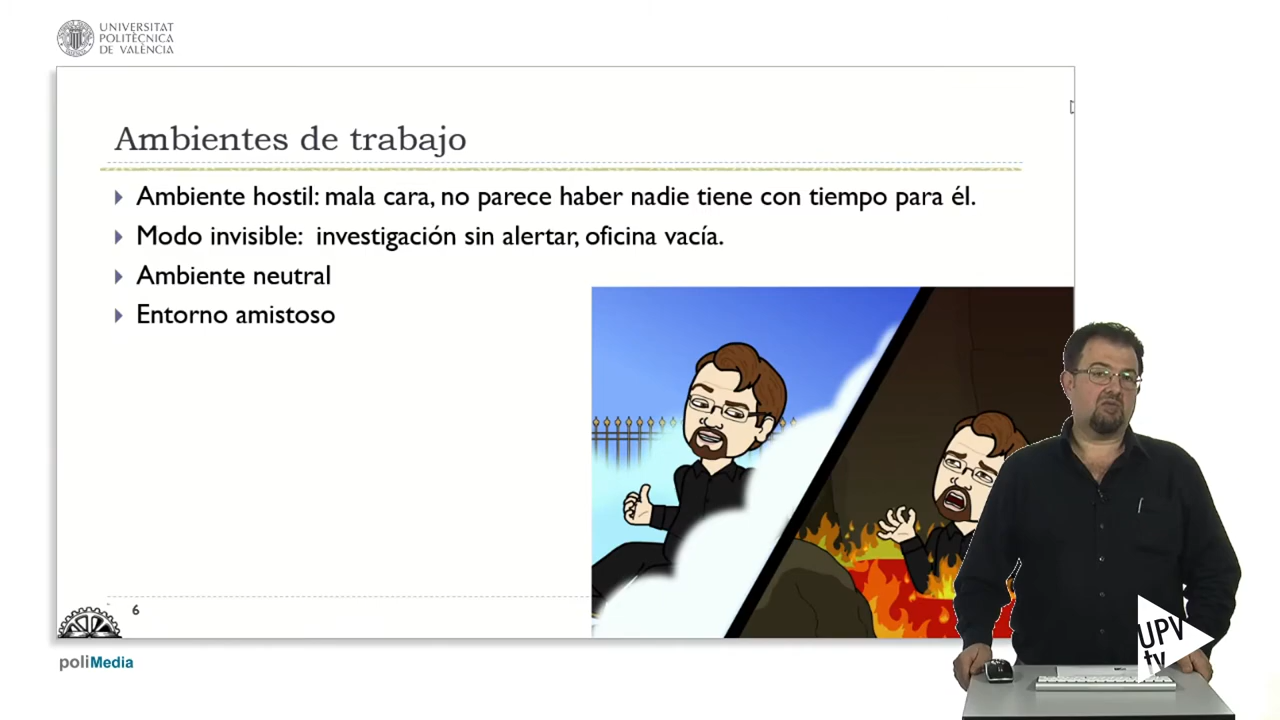 UNIVERSITAT
POLITÈCNICA
DE VALÈNCIA
Ambientes de trabajo
Ambiente hostil: mala cara, no parece haber nadie tiene con tiempo para él.
Modo invisible: investigación sin alertar, oficina vacía.
Ambiente neutral
Entorno amistoso
6
poliMedia
UPV
tv